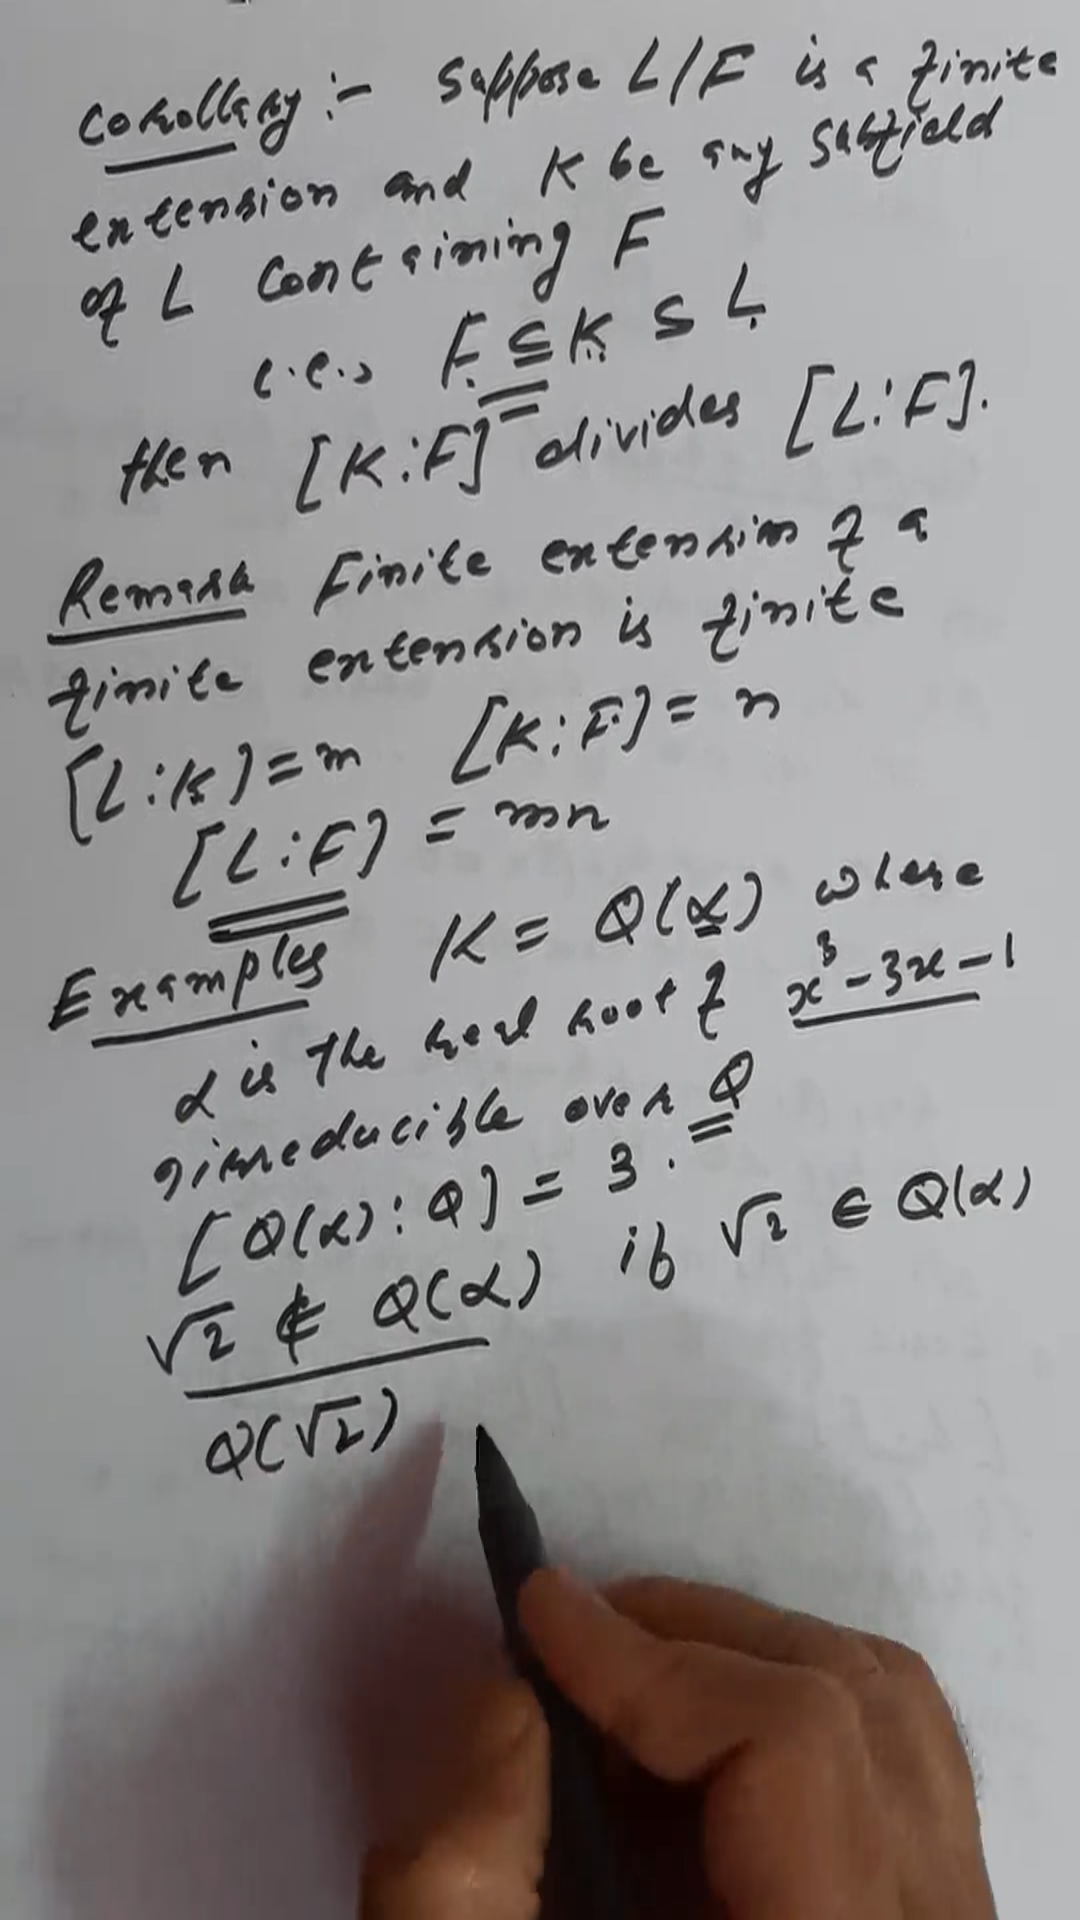 Corollary :- Suppose L/F is a finite
extension and K be any subfield
of L containing F
i.e., F ⊆ K ⊆ L
then [K:F] divides [L:F].
Remark Finite extension of a
finite extension is finite
[L:K] = m [K:F] = n
[L:F] = mn
Examples K = Q(α) where
α is the real root of x³-3x-1
irreducible over Q
[Q(α):Q] = 3.
√2 ∉ Q(α) if √2 ∈ Q(α)
Q(√2)